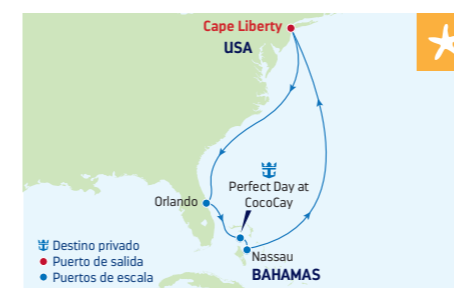 Cape Liberty
USA
Perfect Day at
CocoCay
Orlando
Nassau
BAHAMAS
Destino privado
Puerto de salida
Puertos de escala